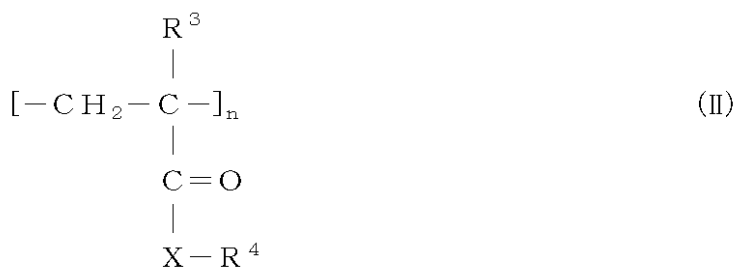 R³
|
[－CH₂－C－]ₙ (Ⅱ)
|
C＝O
|
X－R⁴